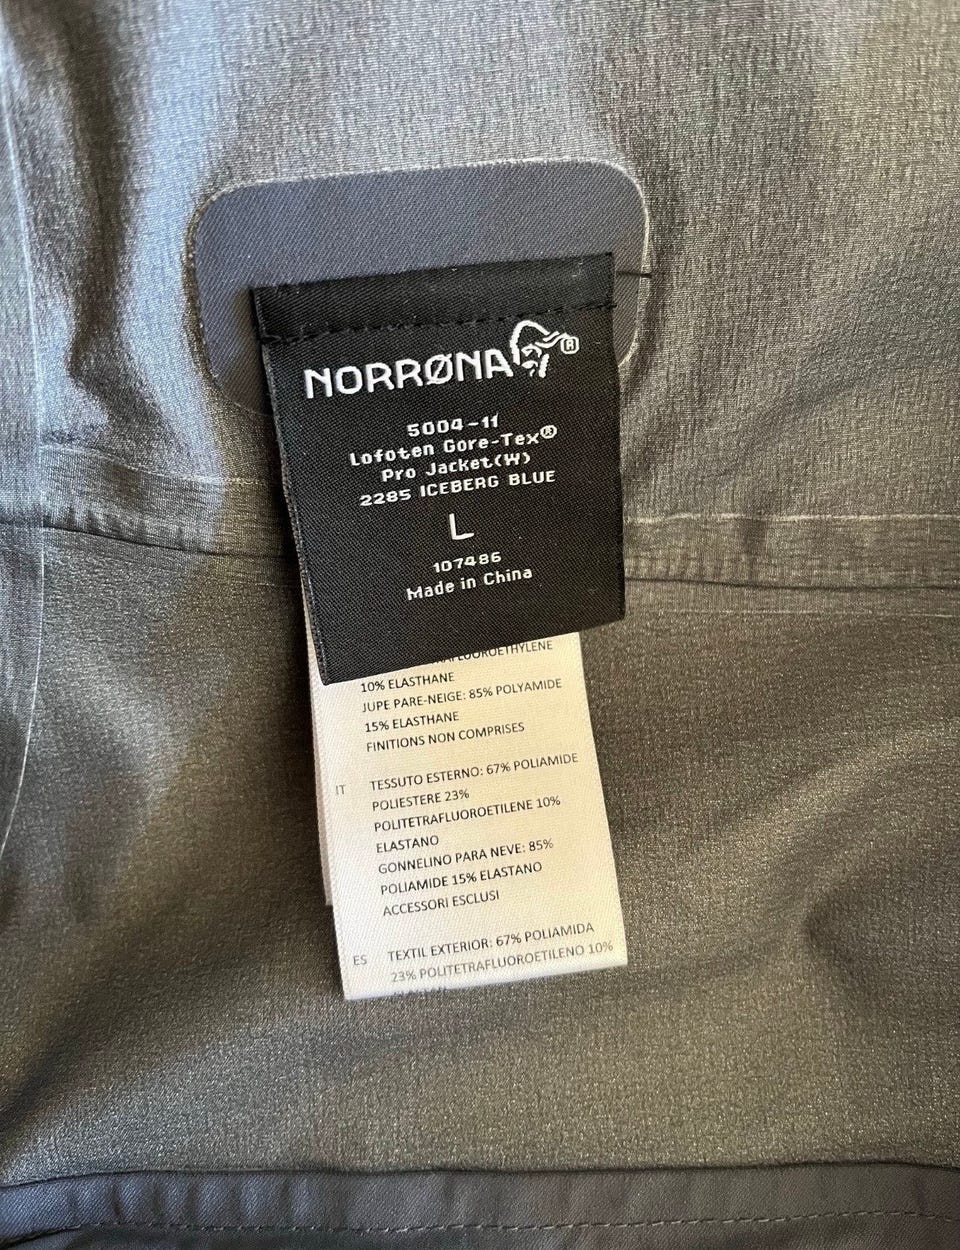 NORRØNA®
5004-11
Lofoten Gore-Tex®
Pro Jacket(W)
2285 ICEBERG BLUE
L
107486
Made in China
10% ELASTHANE
JUPE PARE-NEIGE: 85% POLYAMIDE
15% ELASTHANE
FINITIONS NON COMPRISES
IT TESSUTO ESTERNO: 67% POLIAMIDE
POLIESTERE 23%
POLITETRAFLUOROETILENE 10%
ELASTANO
GONNELINO PARA NEVE: 85%
POLIAMIDE 15% ELASTANO
ACCESSORI ESCLUSI
ES TEXTIL EXTERIOR: 67% POLIAMIDA
23% POLITETRAFLUOROETILENO 10%